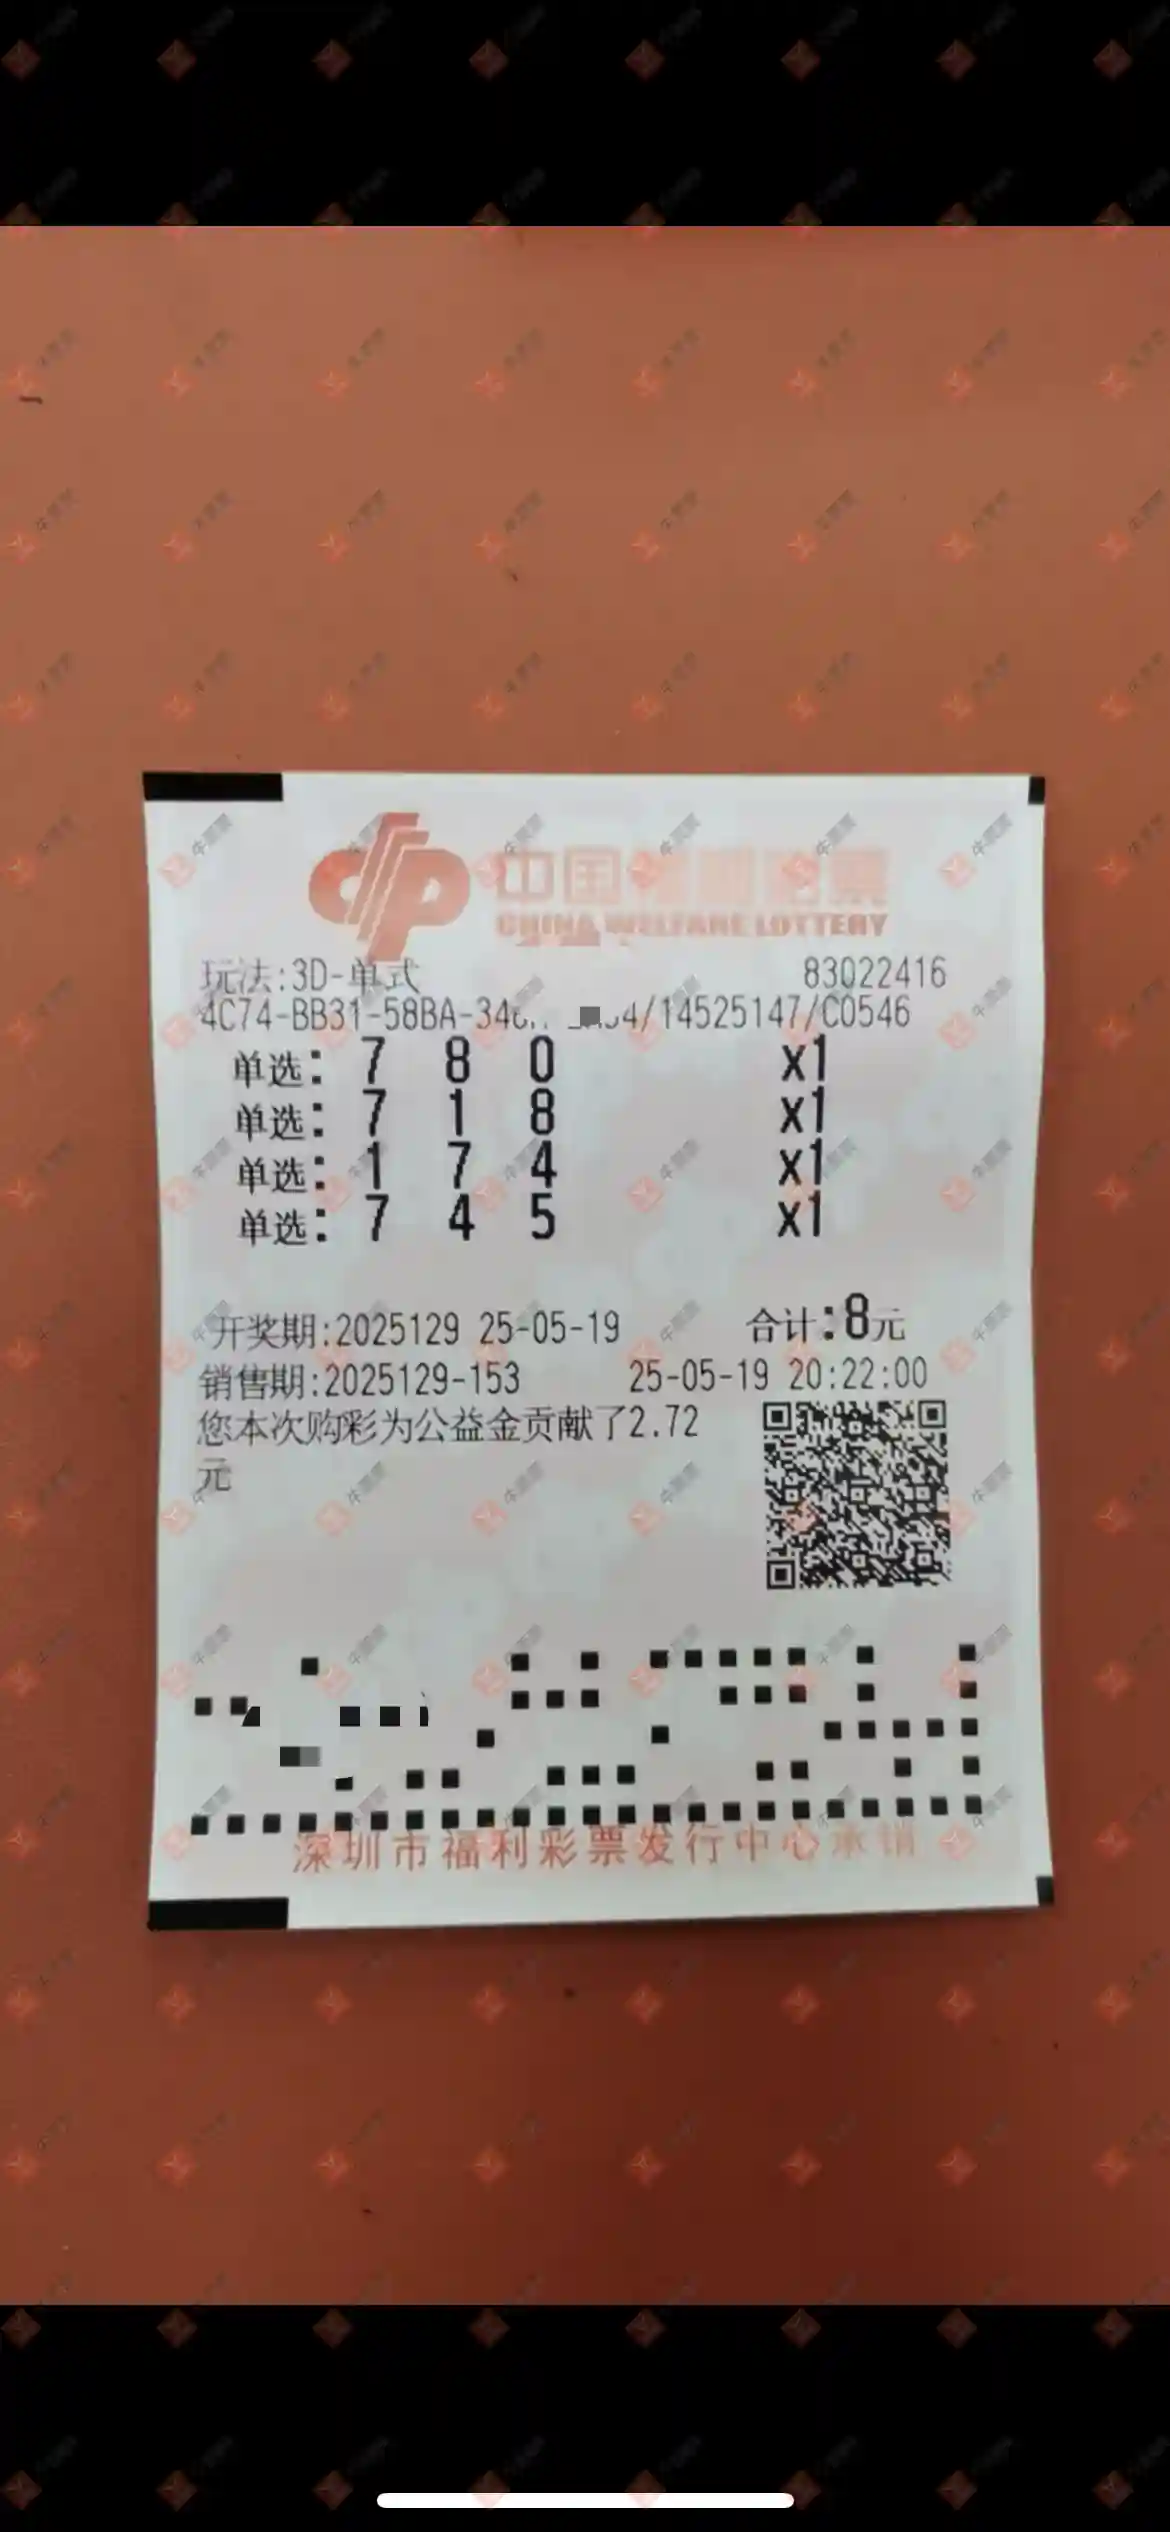 中国福利彩票
CHINA WELFARE LOTTERY
玩法:3D-单式 83022416
4C74-BB31-58BA-34 /14525147/C0546
单选: 7 8 0 x1
单选: 7 1 8 x1
单选: 1 7 4 x1
单选: 7 4 5 x1
开奖期:2025129 25-05-19 合计:8元
销售期:2025129-153 25-05-19 20:22:00
您本次购彩为公益金贡献了2.72
元
深圳市福利彩票发行中心承销